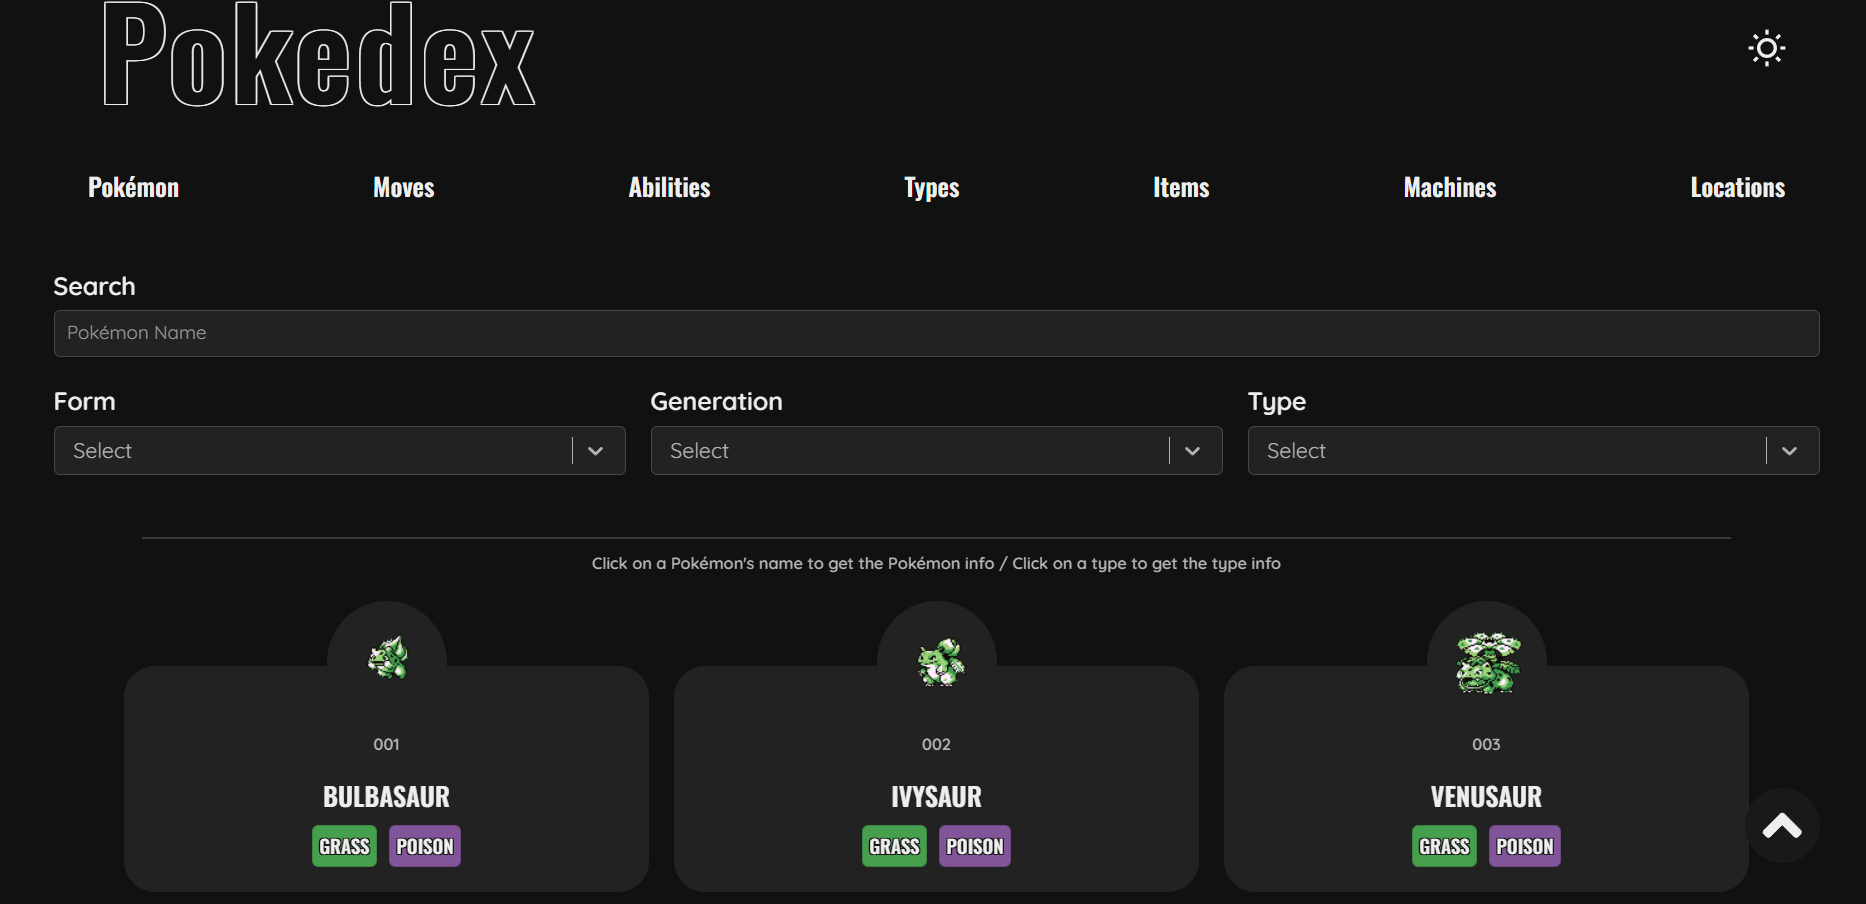 Pokedex
Pokémon Moves Abilities Types Items Machines Locations
Search
Pokémon Name
Form Generation Type
Select Select Select
Click on a Pokémon's name to get the Pokémon info / Click on a type to get the type info
001 002 003
BULBASAUR IVYSAUR VENUSAUR
GRASS POISON GRASS POISON GRASS POISON